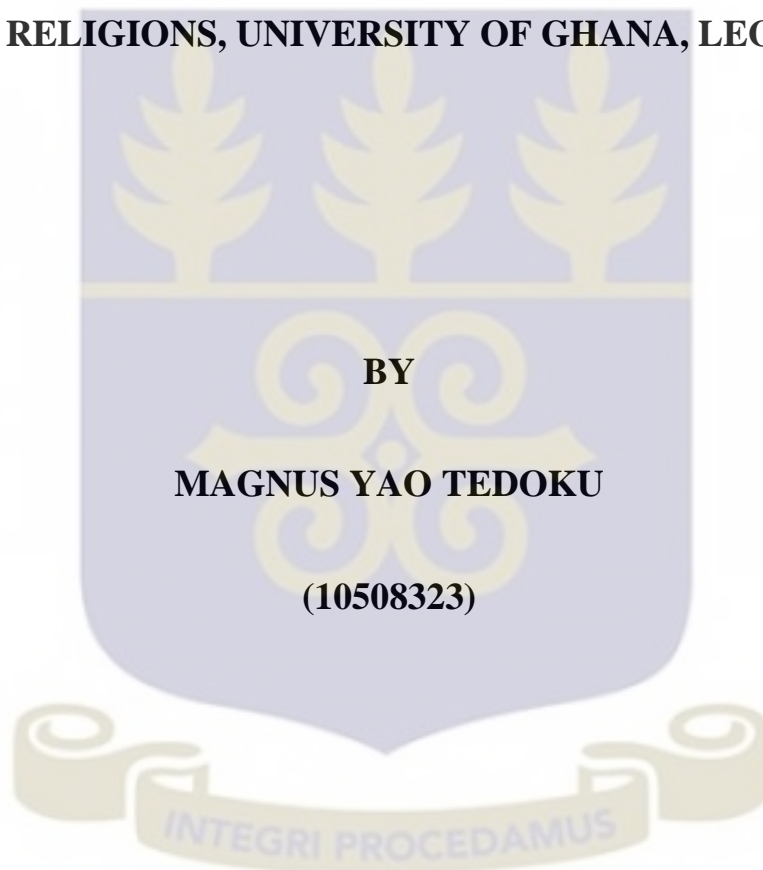 RELIGIONS, UNIVERSITY OF GHANA,
BY
MAGNUS YAO TEDOKU
(10508323)
INTEGRI PROCEDAMUS